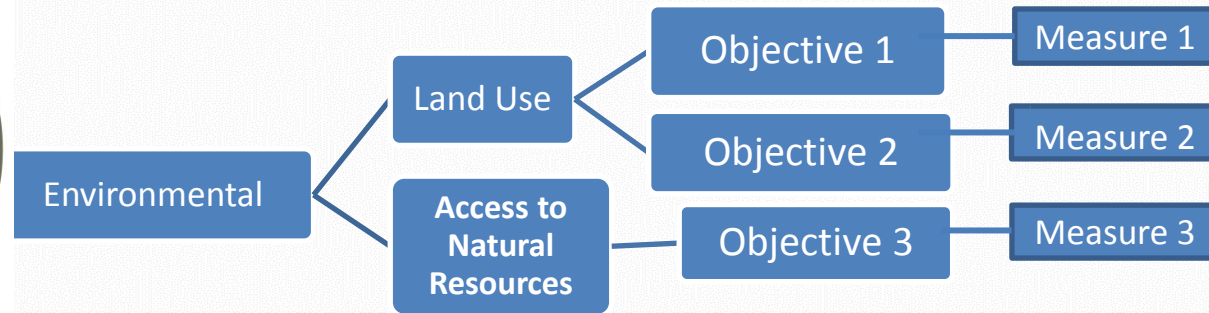 Environmental
Land Use
Access to
Natural
Resources
Objective 1
Objective 2
Objective 3
Measure 1
Measure 2
Measure 3